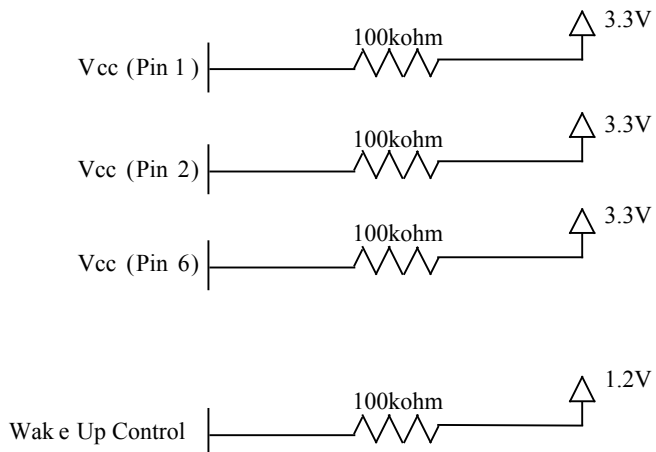 100kohm 3.3V
Vcc (Pin 1)
100kohm 3.3V
Vcc (Pin 2)
3.3V
100kohm
Vcc (Pin 6)
1.2V
100kohm
Wake Up Control